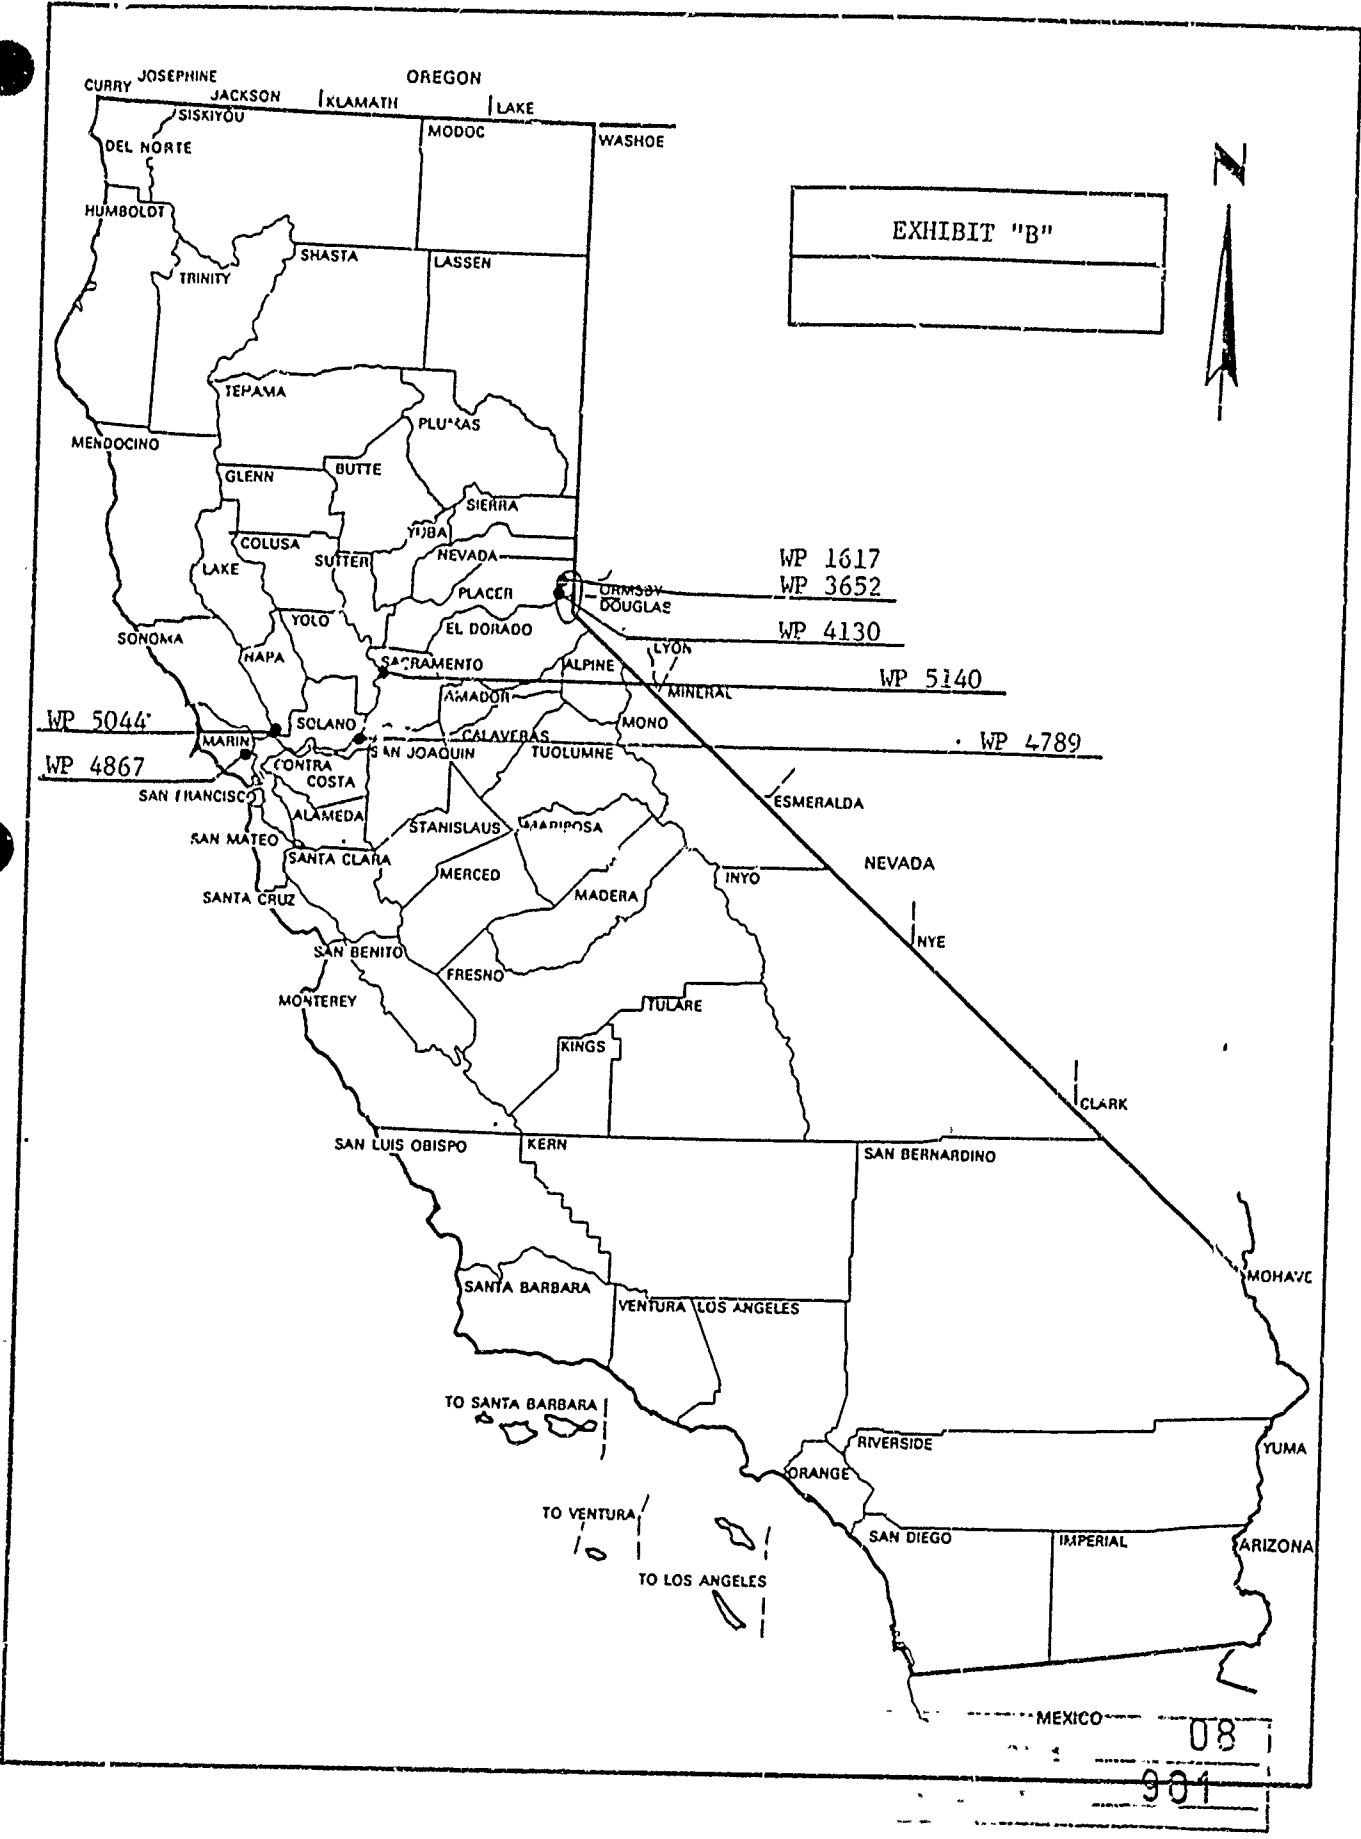 JOSEPHINE
OREGON
CURRY
JACKSON
KLAMATH
LAKE
SISKIYOU
MODOC
WASHOE
DEL NORTE
HUMBOLDT
EXHIBIT "B"
N
SHASTA
LASSEN
TRINITY
TEHAMA
PLUMAS
MENDOCINO
GLENN
BUTTE
SIERRA
YUBA
COLUSA
SUTTER
NEVADA
LAKE
WP 1617
WP 3652
PLACER
ORMSBY
DOUGLAS
YOLO
EL DORADO
WP 4130
SONOMA
NAPA
SACRAMENTO
ALPINE
LYON
WP 5140
AMADOR
MINERAL
WP 5044
SOLANO
MONO
MARIN
CALAVERAS
WP 4789
SAN JOAQUIN
TUOLUMNE
WP 4867
CONTRA
COSTA
SAN FRANCISCO
ESMERALDA
ALAMEDA
STANISLAUS
MARIPOSA
SAN MATEO
SANTA CLARA
NEVADA
MERCED
INYO
SANTA CRUZ
MADERA
NYE
SAN BENITO
FRESNO
MONTEREY
TULARE
KINGS
CLARK
SAN LUIS OBISPO
KERN
SAN BERNARDINO
MOHAVE
SANTA BARBARA
VENTURA
LOS ANGELES
TO SANTA BARBARA
RIVERSIDE
YUMA
ORANGE
TO VENTURA
SAN DIEGO
IMPERIAL
ARIZONA
TO LOS ANGELES
MEXICO
08
901